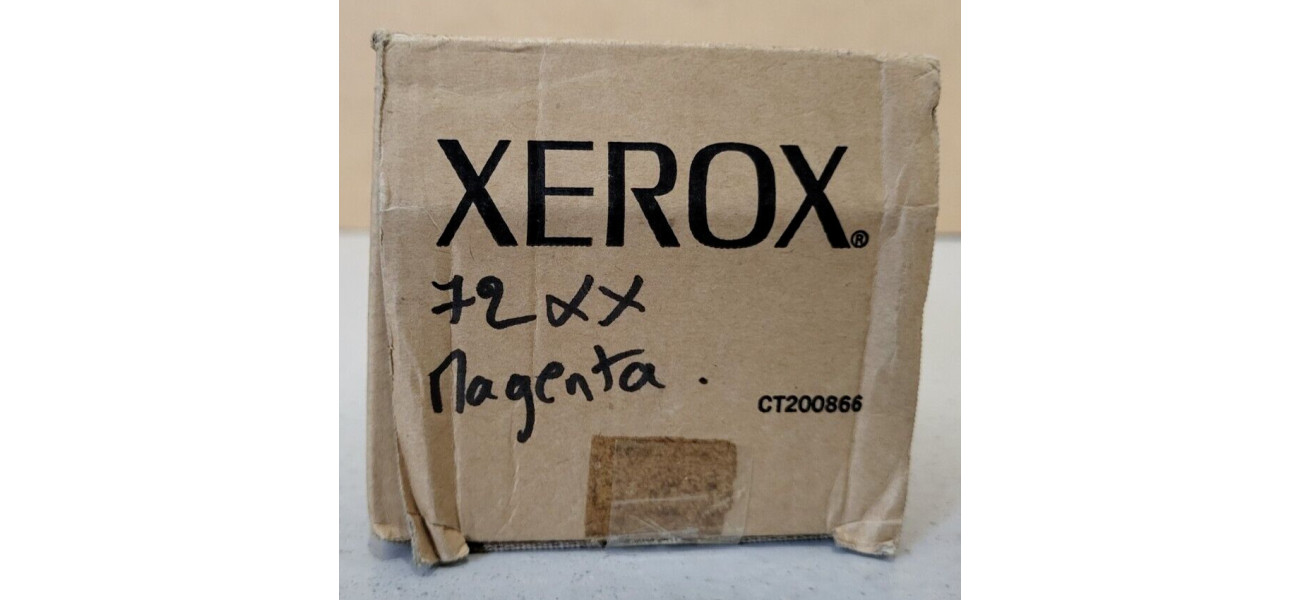 XEROX®
72XX
Magenta.
CT200866